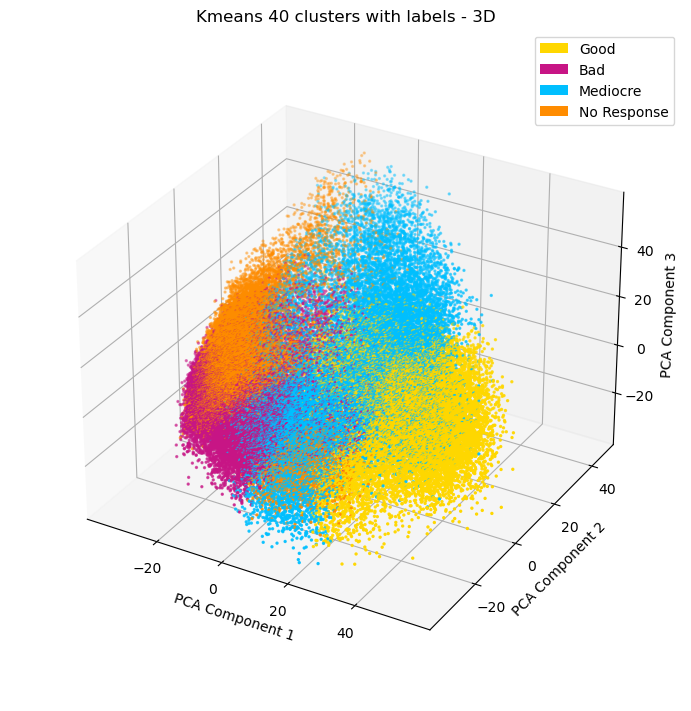 Kmeans 40 clusters with labels - 3D
Good
Bad
Mediocre
No Response
40
20
0
−20
PCA Component 3
40
20
0
−20
PCA Component 2
−20
0
20
40
PCA Component 1